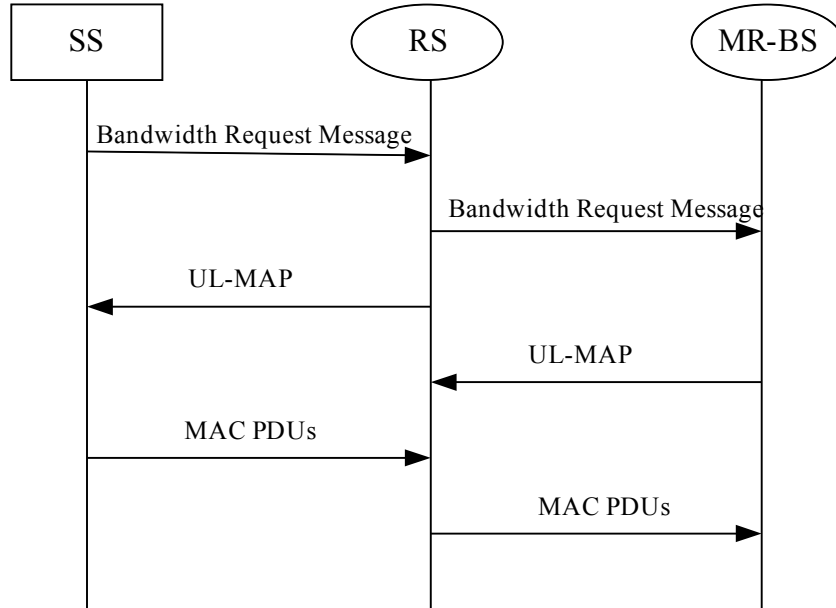 SS
RS
MR-BS
Bandwidth Request Message
Bandwidth Request Message
UL-MAP
UL-MAP
MAC PDUs
MAC PDUs